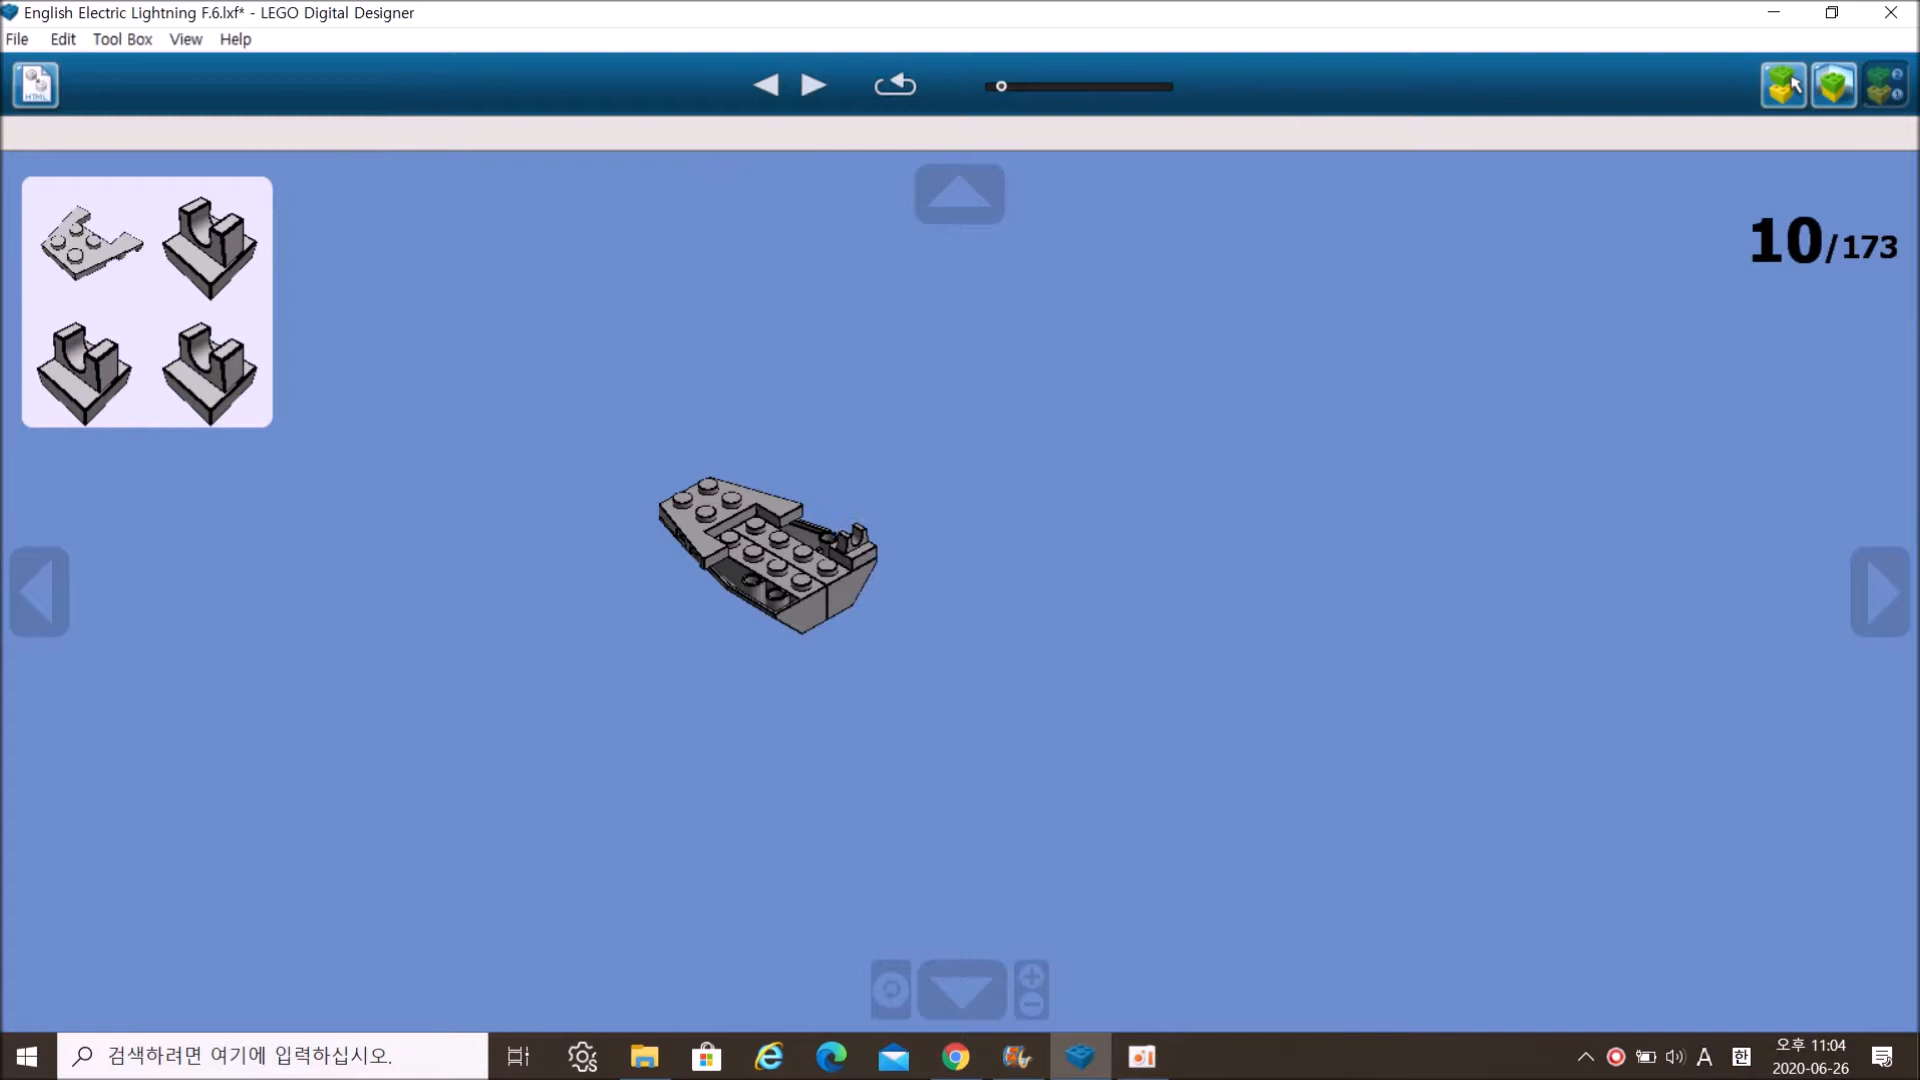 English Electric Lightning F.6.lxf* - LEGO Digital Designer
File Edit Tool Box View Help
HTML
10/173
검색하려면 여기에 입력하십시오.
A 한 오후 11:04
2020-06-26